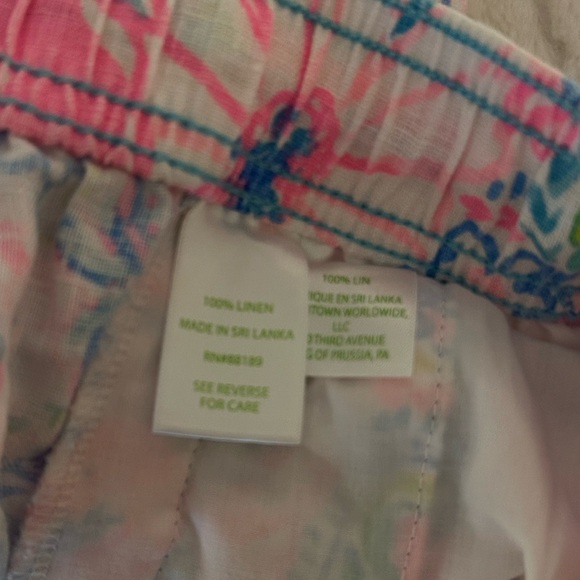 100% LINEN
MADE IN SRI LANKA
RN#88189
SEE REVERSE
FOR CARE
100% LIN
IQUE EN SRI LANKA
TOWN WORLDWIDE,
LLC
THIRD AVENUE
G OF PRUSSIA, PA